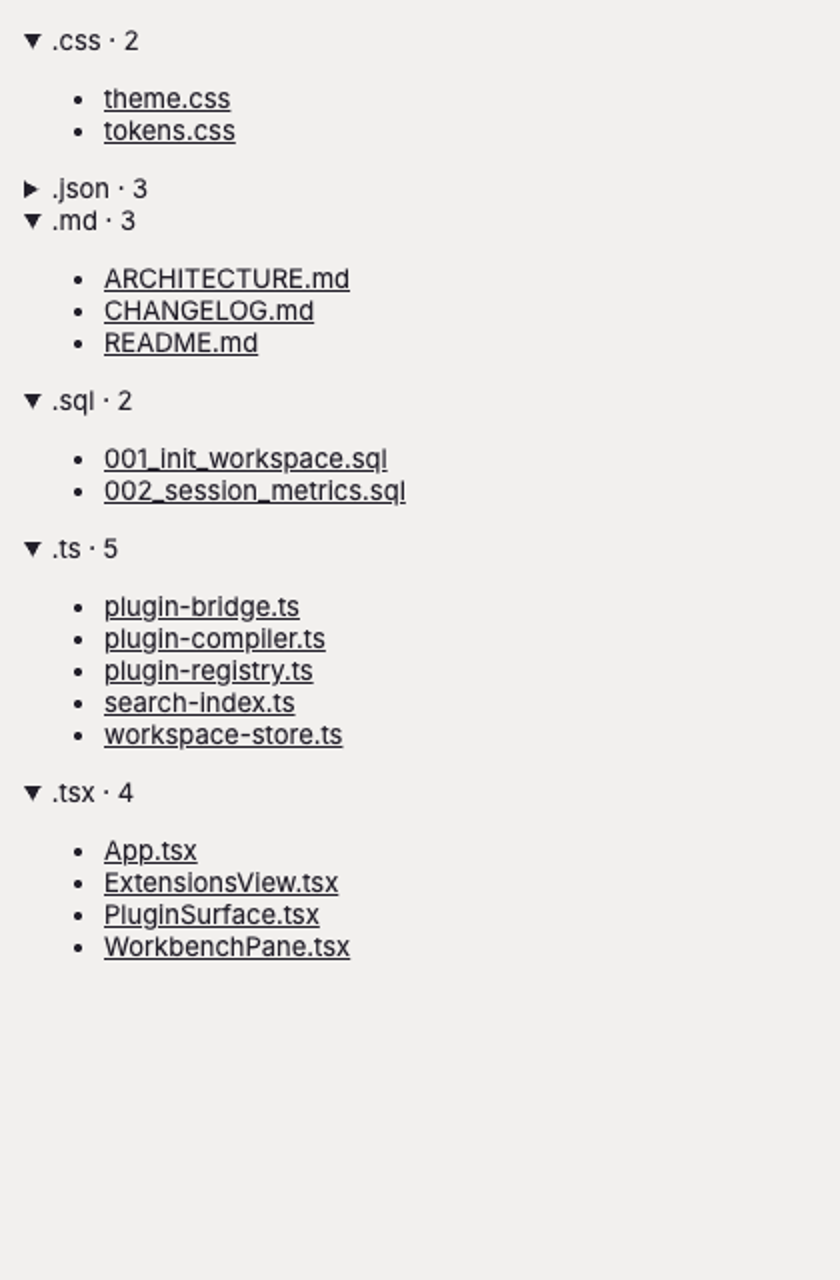 ▼ .css · 2
• theme.css
• tokens.css
▶ .json · 3
▼ .md · 3
• ARCHITECTURE.md
• CHANGELOG.md
• README.md
▼ .sql · 2
• 001_init_workspace.sql
• 002_session_metrics.sql
▼ .ts · 5
• plugin-bridge.ts
• plugin-compiler.ts
• plugin-registry.ts
• search-index.ts
• workspace-store.ts
▼ .tsx · 4
• App.tsx
• ExtensionsView.tsx
• PluginSurface.tsx
• WorkbenchPane.tsx